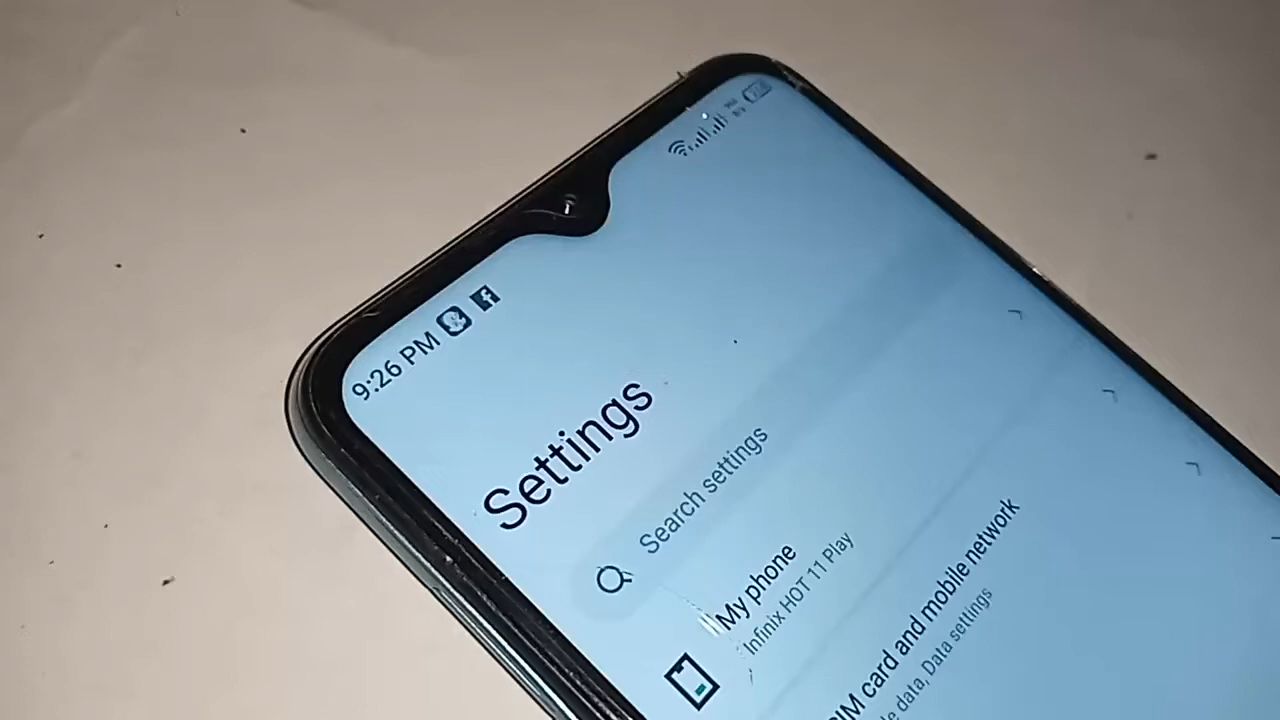 9:26 PM
Settings
Search settings
My phone
Infinix HOT 11 Play
SIM card and mobile network
data, Data settings